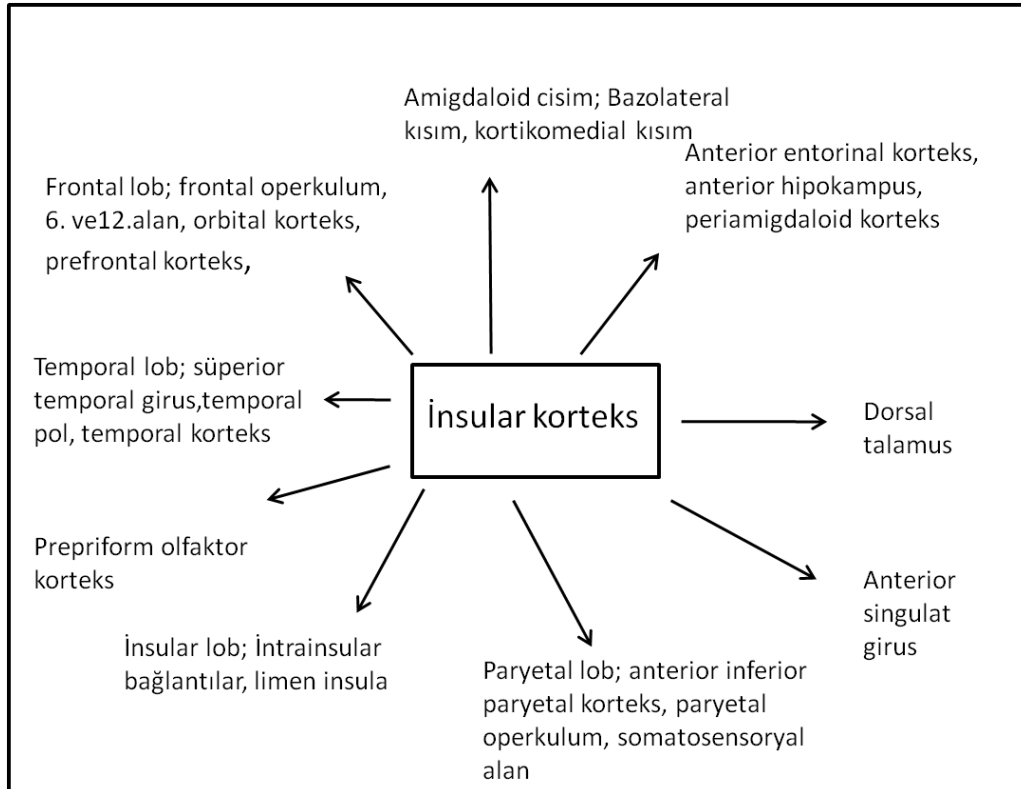 Amigdaloid cisim; Bazolateral
kısım, kortikomedial kısım
Anterior entorinal korteks,
anterior hipokampus,
periamigdaloid korteks
Frontal lob; frontal operkulum,
6. ve12.alan, orbital korteks,
prefrontal korteks,
Temporal lob; süperior
temporal girus,temporal
pol, temporal korteks
İnsular korteks
Dorsal
talamus
Prepriform olfaktor
korteks
Anterior
singulat
girus
İnsular lob; İntrainsular
bağlantılar, limen insula
Paryetal lob; anterior inferior
paryetal korteks, paryetal
operkulum, somatosensoryal
alan